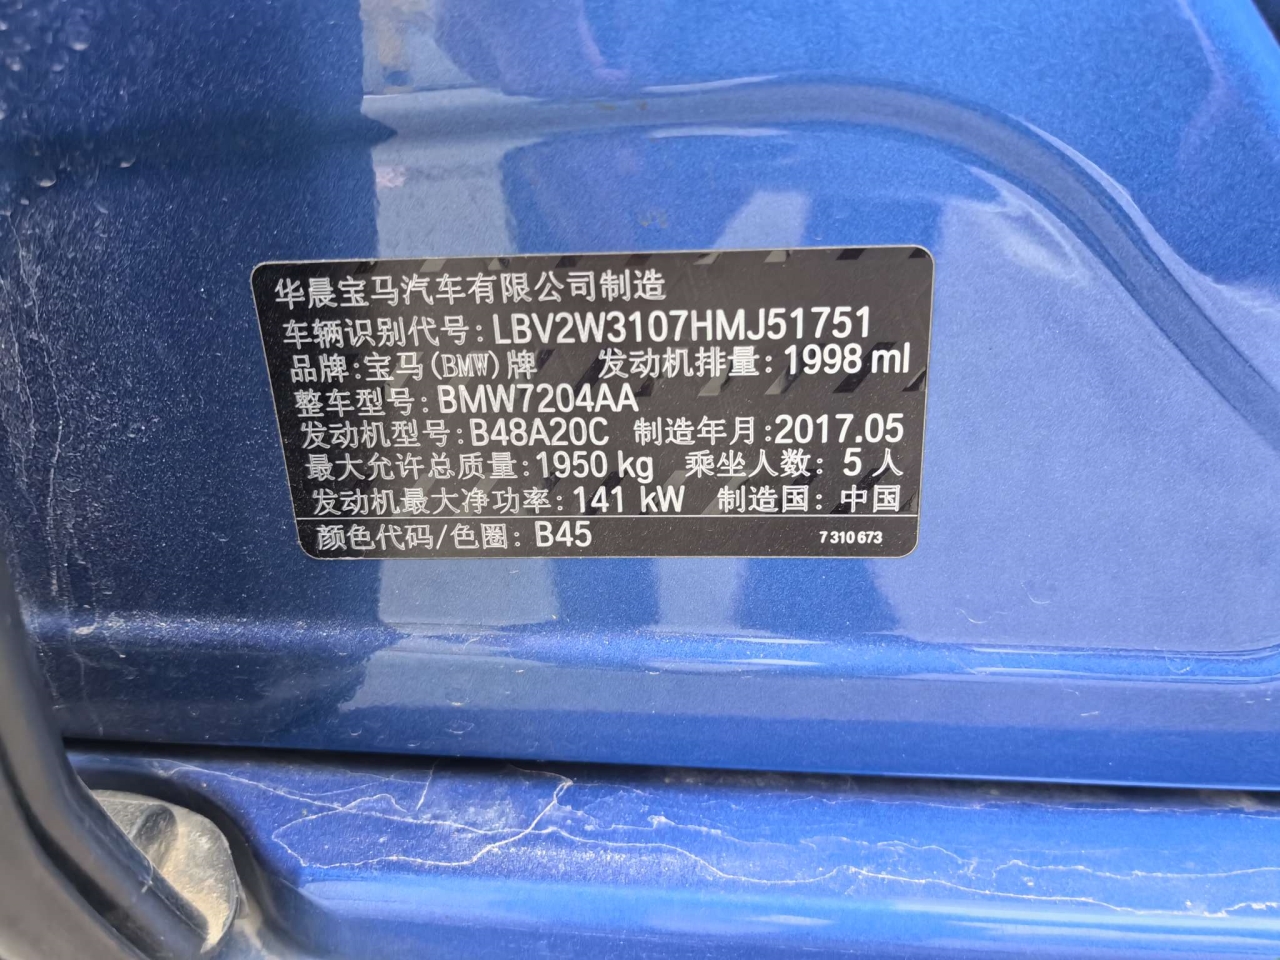 华晨宝马汽车有限公司制造
车辆识别代号: LBV2W3107HMJ51751
品牌: 宝马(BMW)牌 发动机排量: 1998 ml
整车型号: BMW7204AA
发动机型号: B48A20C 制造年月: 2017.05
最大允许总质量: 1950 kg 乘坐人数: 5 人
发动机最大净功率: 141 kW 制造国: 中国
颜色代码/色圈: B45 7 310 673